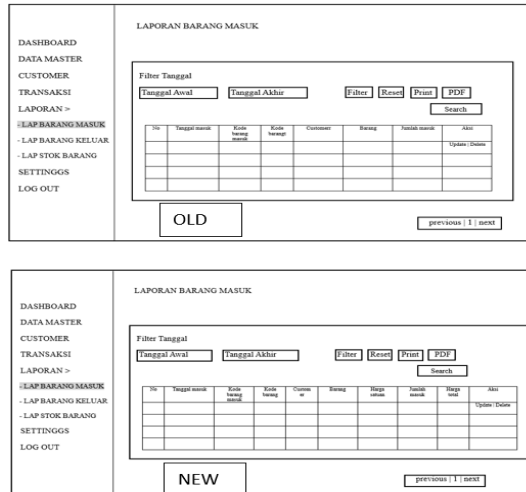 LAPORAN BARANG MASUK
DASHBOARD
DATA MASTER
CUSTOMER
TRANSAKSI
LAPORAN >
- LAP BARANG MASUK
- LAP BARANG KELUAR
- LAP STOK BARANG
SETTINGGS
LOG OUT
Filter Tanggal
Tanggal Awal Tanggal Akhir Filter Reset Print PDF
Search
No Tanggal masuk Kode barang masuk Kode barangt Customerr Barang Jumlah masuk Aksi
Update | Delete
OLD
previous | 1 | next
LAPORAN BARANG MASUK
DASHBOARD
DATA MASTER
CUSTOMER
TRANSAKSI
LAPORAN >
- LAP BARANG MASUK
- LAP BARANG KELUAR
- LAP STOK BARANG
SETTINGGS
LOG OUT
Filter Tanggal
Tanggal Awal Tanggal Akhir Filter Reset Print PDF
Search
No Tanggal masuk Kode barang masuk Kode barang Custom er Barang Harga satuan Jumlah masuk Harga total Aksi
Update | Delete
NEW
previous | 1 | next